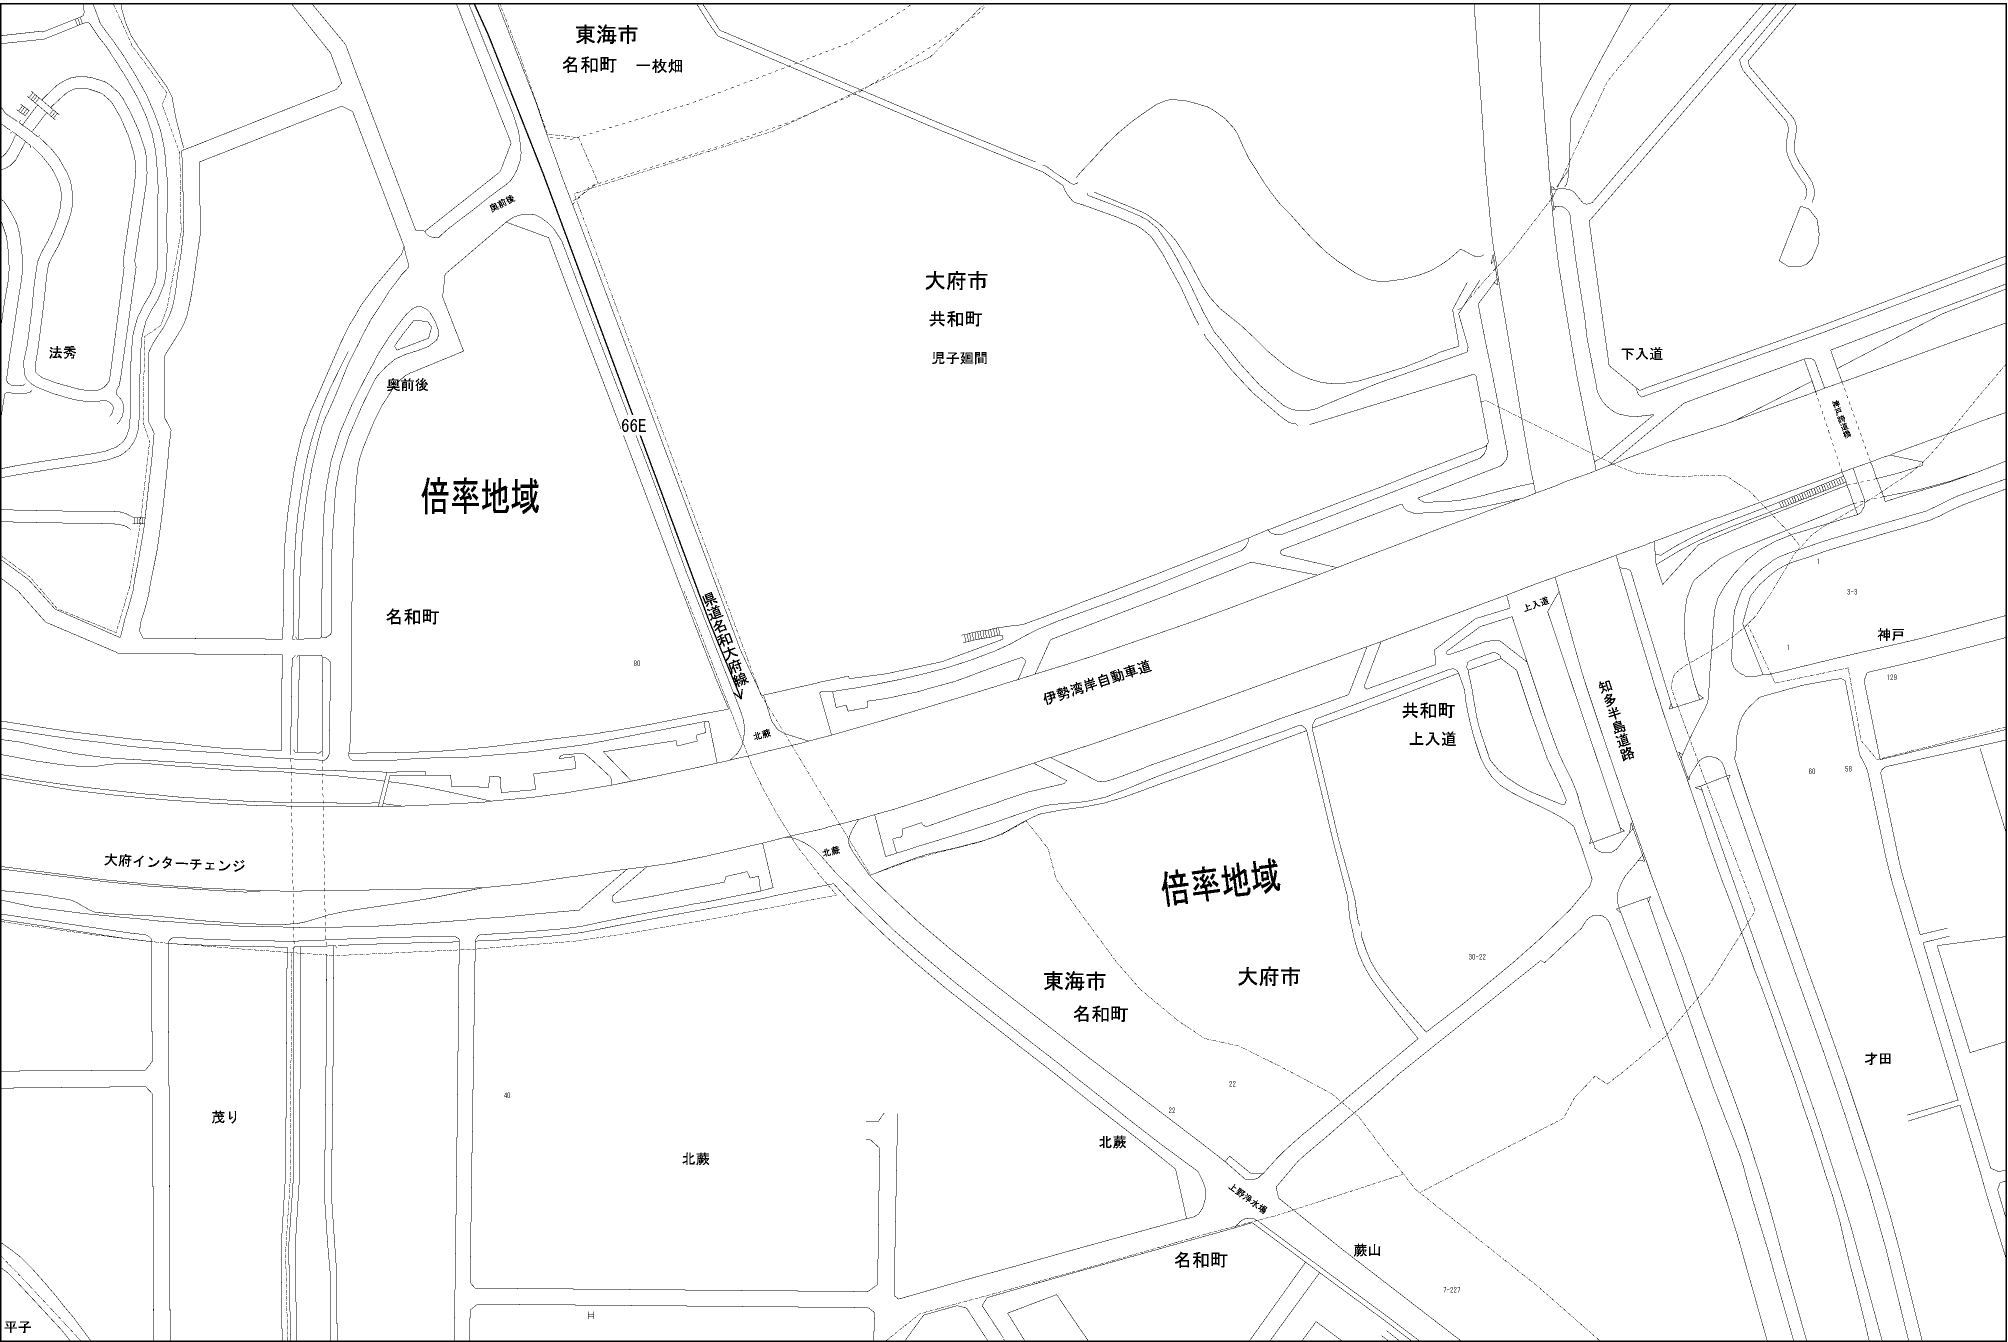 東海市
名和町 一枚畑
奥前後
大府市
共和町
児子廻間
法秀
下入道
奥前後
66E
倍率地域
名和町
県道名和大府線
80
上入道
1
3-3
神戸
1
129
伊勢湾岸自動車道
共和町
上入道
知多半島道路
北蕨
60
58
大府インターチェンジ
北蕨
倍率地域
東海市
名和町
大府市
30-22
才田
40
茂り
22
22
北蕨
北蕨
上野浄水場
名和町
蕨山
7-227
平子